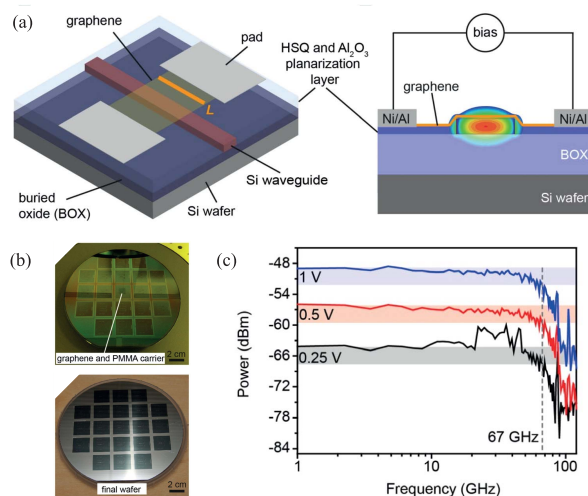 (a)
graphene
pad
HSQ and Al₂O₃
planarization
layer
L
Si waveguide
Si wafer
buried
oxide (BOX)
bias
Ni/Al
graphene
Ni/Al
BOX
Si wafer
(b)
graphene and PMMA carrier
2 cm
final wafer
2 cm
(c)
Power (dBm)
-48
-54
-60
-66
-72
-78
-84
1 V
0.5 V
0.25 V
67 GHz
1
10
100
Frequency (GHz)